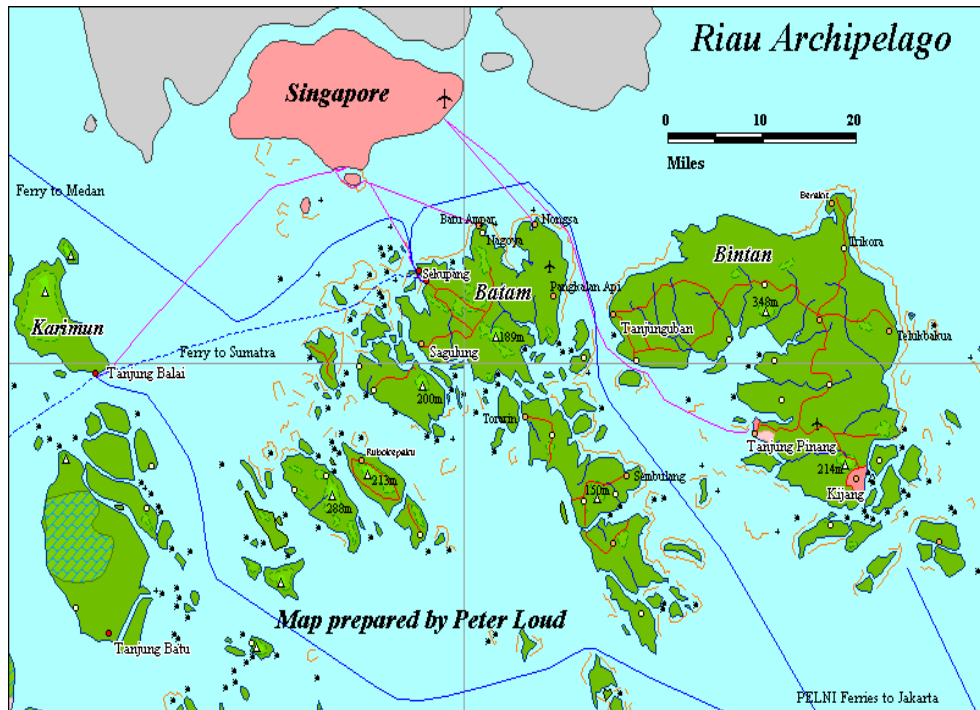 Riau Archipelago
Singapore
0 10 20
Miles
Ferry to Medan
Berakit
Batu Ampar
Nongsa
Nagoya
Trikora
Bintan
Sekupang
Batam
Pangkalan Api
348m
Karimun
Tanjunguban
Telukbakua
189m
Ferry to Sumatra
Sagulung
Tanjung Balai
200m
Tanjung Pinang
213m
Sembulang
214m
150m
Kijang
288m
Map prepared by Peter Loud
Tanjung Batu
PELNI Ferries to Jakarta